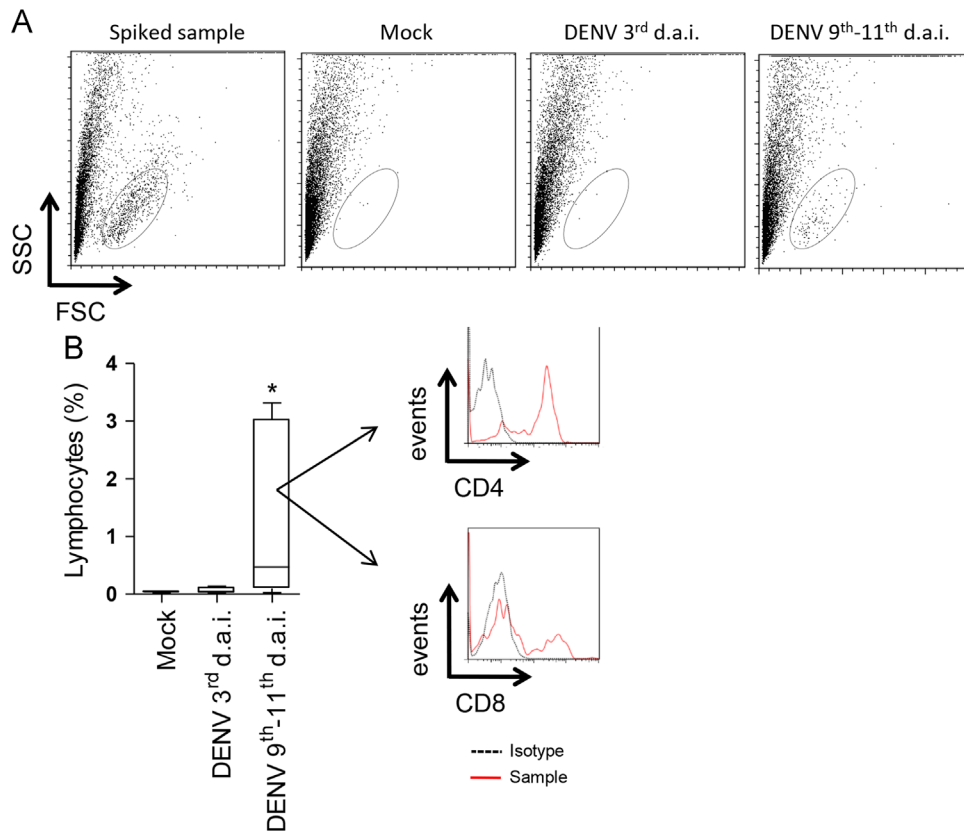 A
Spiked sample
Mock
DENV 3rd d.a.i.
DENV 9th-11th d.a.i.
SSC
FSC
B
Lymphocytes (%)
4
3
2
1
0
*
Mock
DENV 3rd d.a.i.
DENV 9th-11th d.a.i.
events
CD4
events
CD8
Isotype
Sample